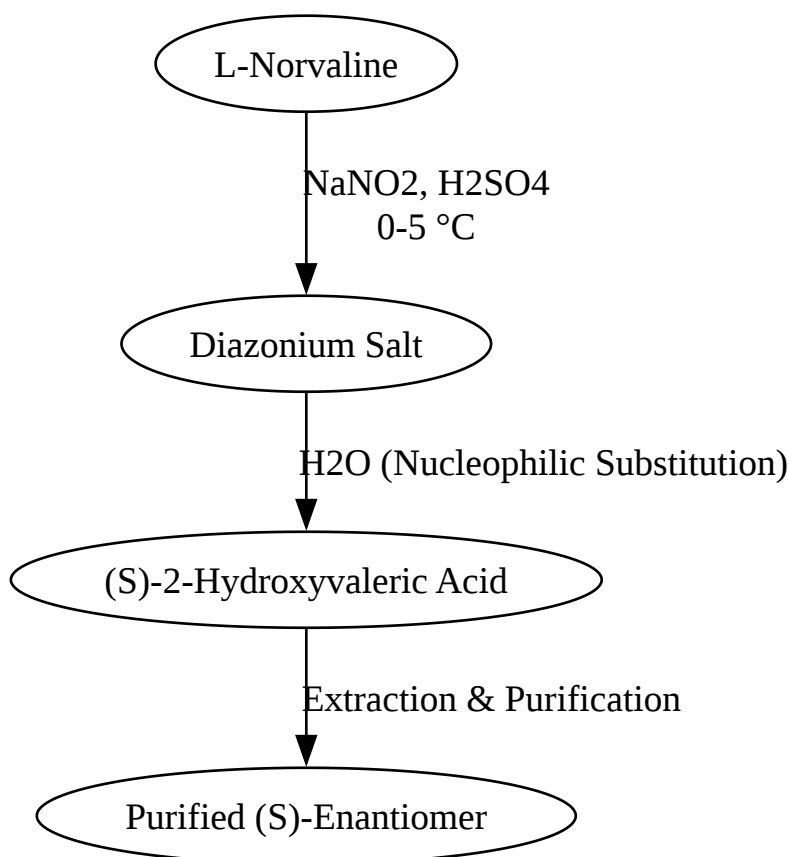 L-Norvaline
NaNO2, H2SO4
0-5 °C
Diazonium Salt
H2O (Nucleophilic Substitution)
(S)-2-Hydroxyvaleric Acid
Extraction & Purification
Purified (S)-Enantiomer